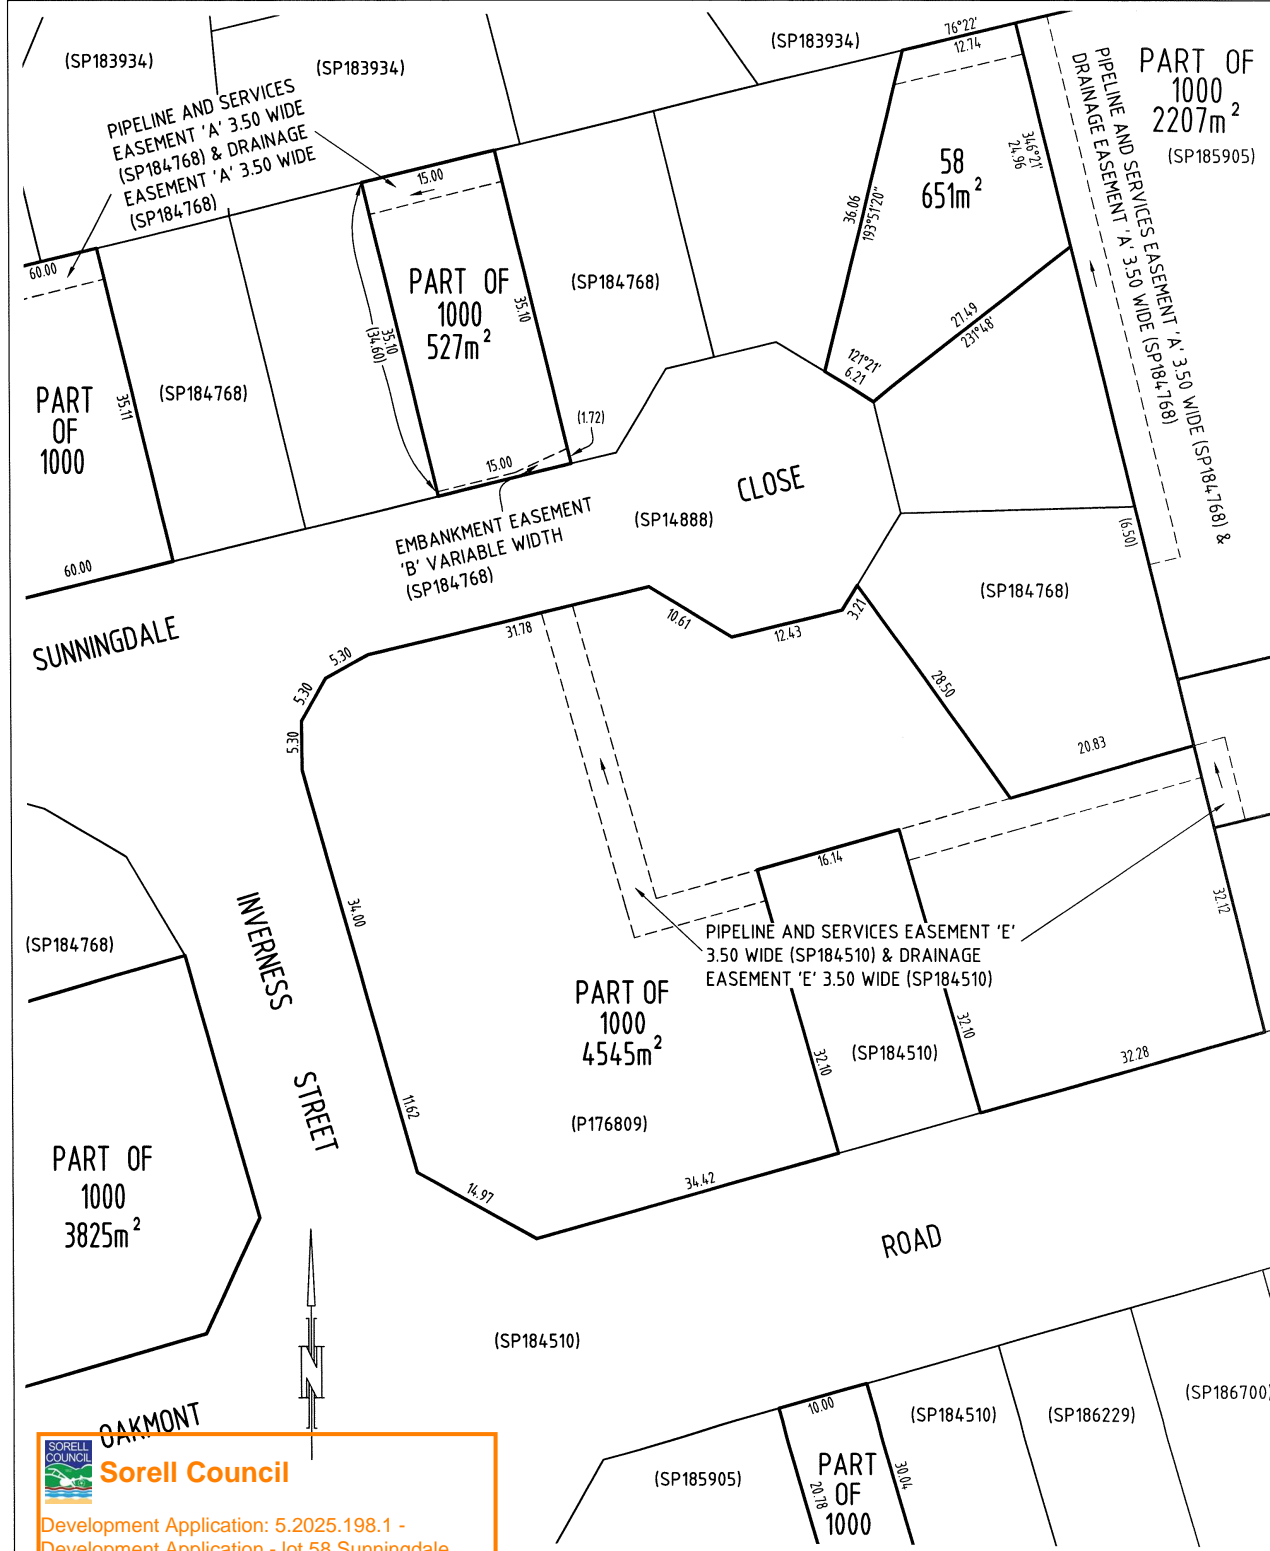 (SP183934)
(SP183934)
(SP183934)
76°22'
12.74
PART OF
1000
2207m²
(SP185905)
PIPELINE AND SERVICES
EASEMENT 'A' 3.50 WIDE
(SP184768) & DRAINAGE
EASEMENT 'A' 3.50 WIDE
(SP184768)
PIPELINE AND SERVICES EASEMENT 'A' 3.50 WIDE (SP184768) &
DRAINAGE EASEMENT 'A' 3.50 WIDE (SP184768)
346°21'
24.96
58
651m²
36.06
193°51'20"
15.00
60.00
PART OF
1000
527m²
35.10
35.10
(34.60)
(SP184768)
27.49
231°48'
121°21'
6.21
PART
OF
1000
35.11
(SP184768)
(1.72)
15.00
CLOSE
(SP14888)
EMBANKMENT EASEMENT
'B' VARIABLE WIDTH
(SP184768)
(6.50)
60.00
SUNNINGDALE
(SP184768)
31.78
10.61
12.43
3.21
5.30
5.30
5.30
28.50
20.83
16.14
34.00
32.12
INVERNESS
STREET
(SP184768)
PIPELINE AND SERVICES EASEMENT 'E'
3.50 WIDE (SP184510) & DRAINAGE
EASEMENT 'E' 3.50 WIDE (SP184510)
PART OF
1000
4545m²
(P176809)
32.10
(SP184510)
32.10
32.28
11.62
14.97
34.42
PART OF
1000
3825m²
ROAD
(SP184510)
N
OAKMONT
10.00
(SP184510)
(SP186229)
(SP186700)
(SP185905)
20.78
PART
OF
1000
30.04
SORELL
COUNCIL
Sorell Council
Development Application: 5.2025.198.1 -
Development Application - lot 58 Sunningdale